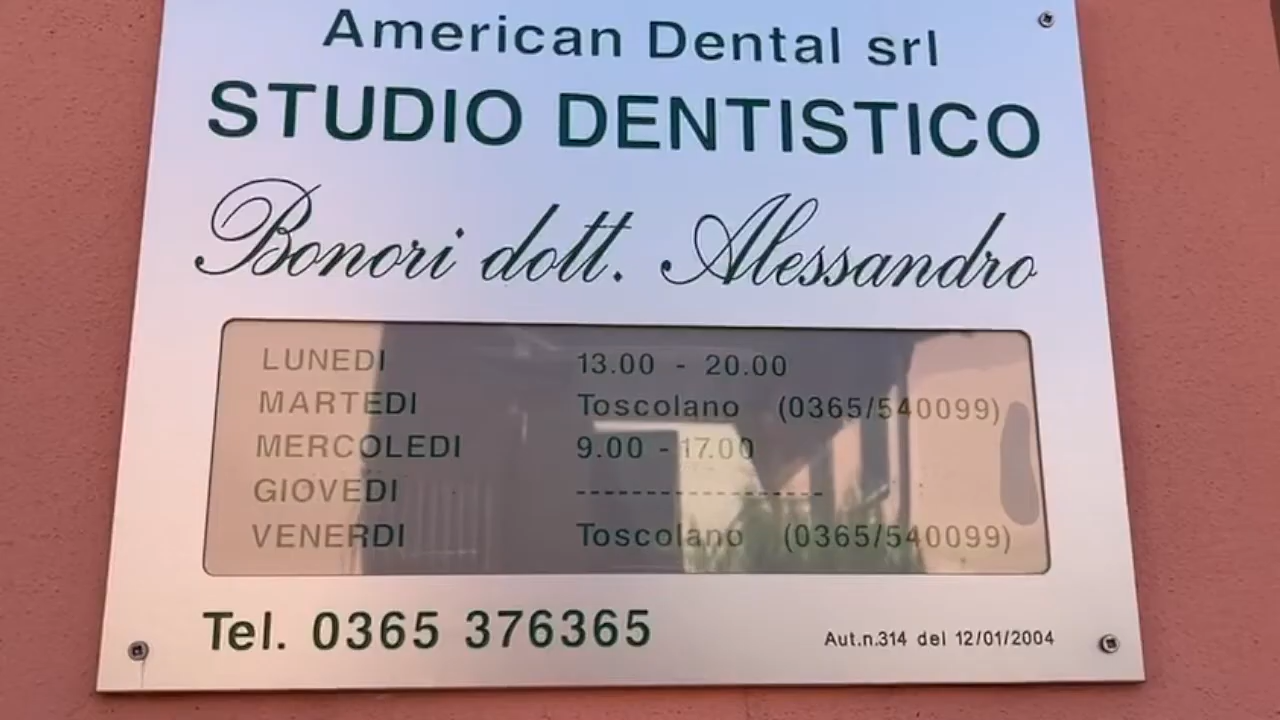 American Dental srl
STUDIO DENTISTICO
Bonori dott. Alessandro
LUNEDI 13.00 - 20.00
MARTEDI Toscolano (0365/540099)
MERCOLEDI 9.00 - 17.00
GIOVEDI ------------------
VENERDI Toscolano (0365/540099)
Tel. 0365 376365
Aut.n.314 del 12/01/2004